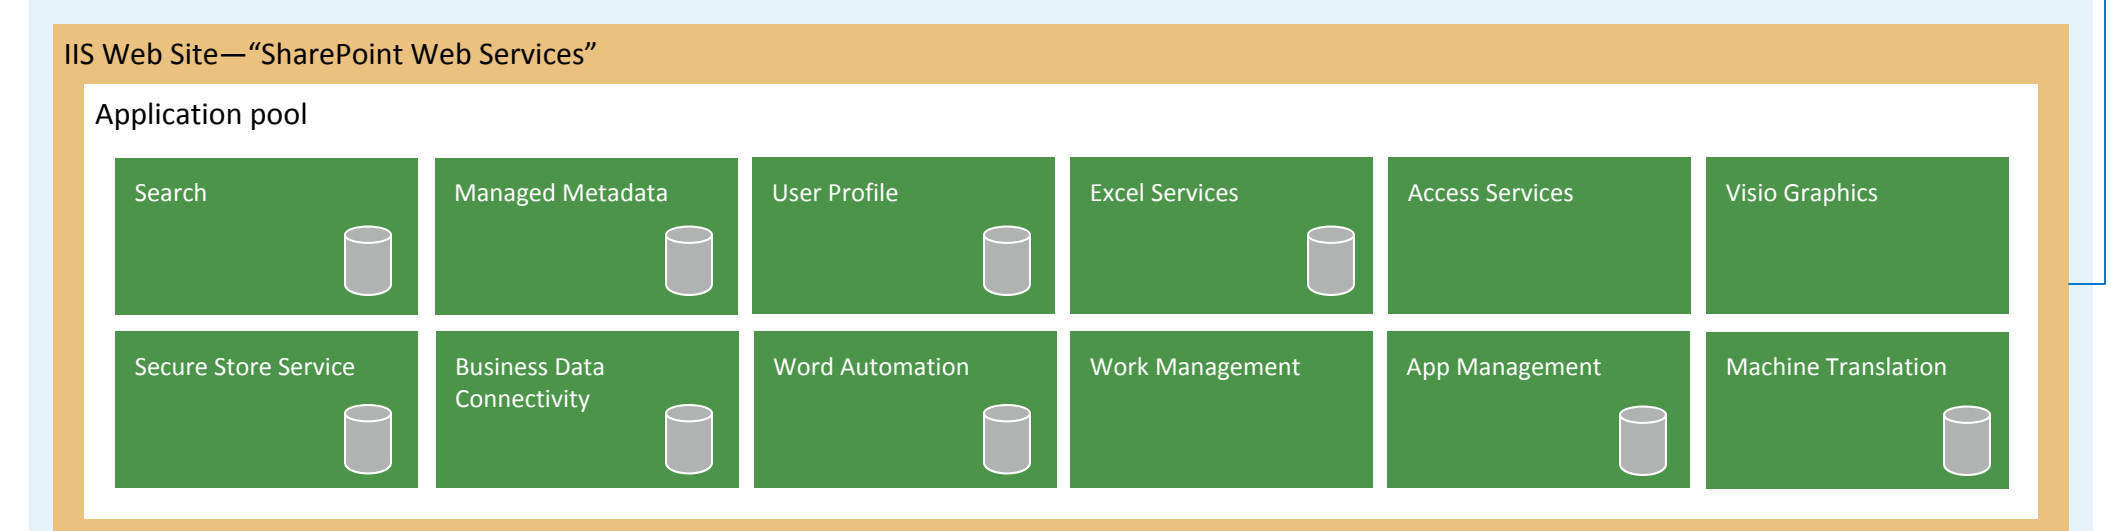 IIS Web Site—“SharePoint Web Services”
Application pool
Search
Managed Metadata
User Profile
Excel Services
Access Services
Visio Graphics
Secure Store Service
Business Data
Connectivity
Word Automation
Work Management
App Management
Machine Translation